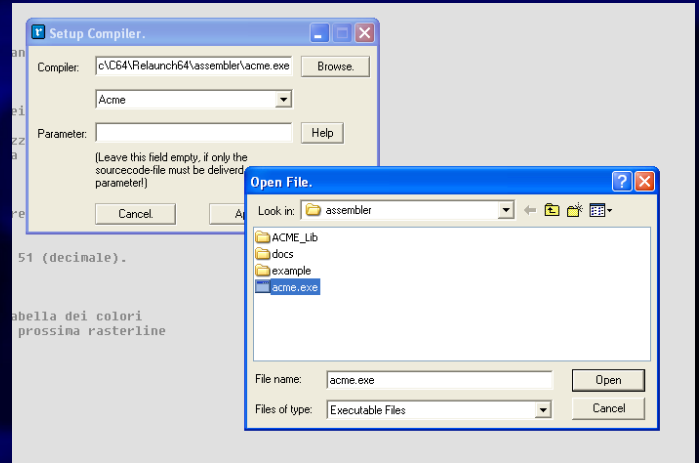 Setup Compiler.
an
Compiler:
c\C64\Relaunch64\assembler\acme.exe
Browse.
Acme
ei
zz
a
Parameter:
Help
(Leave this field empty, if only the
sourcecode-file must be deliverd
parameter!)
re
Cancel.
Ap
51 (decimale).
abella dei colori
prossima rasterline
Open File.
Look in:
assembler
ACME_Lib
docs
example
acme.exe
File name:
acme.exe
Open
Files of type:
Executable Files
Cancel